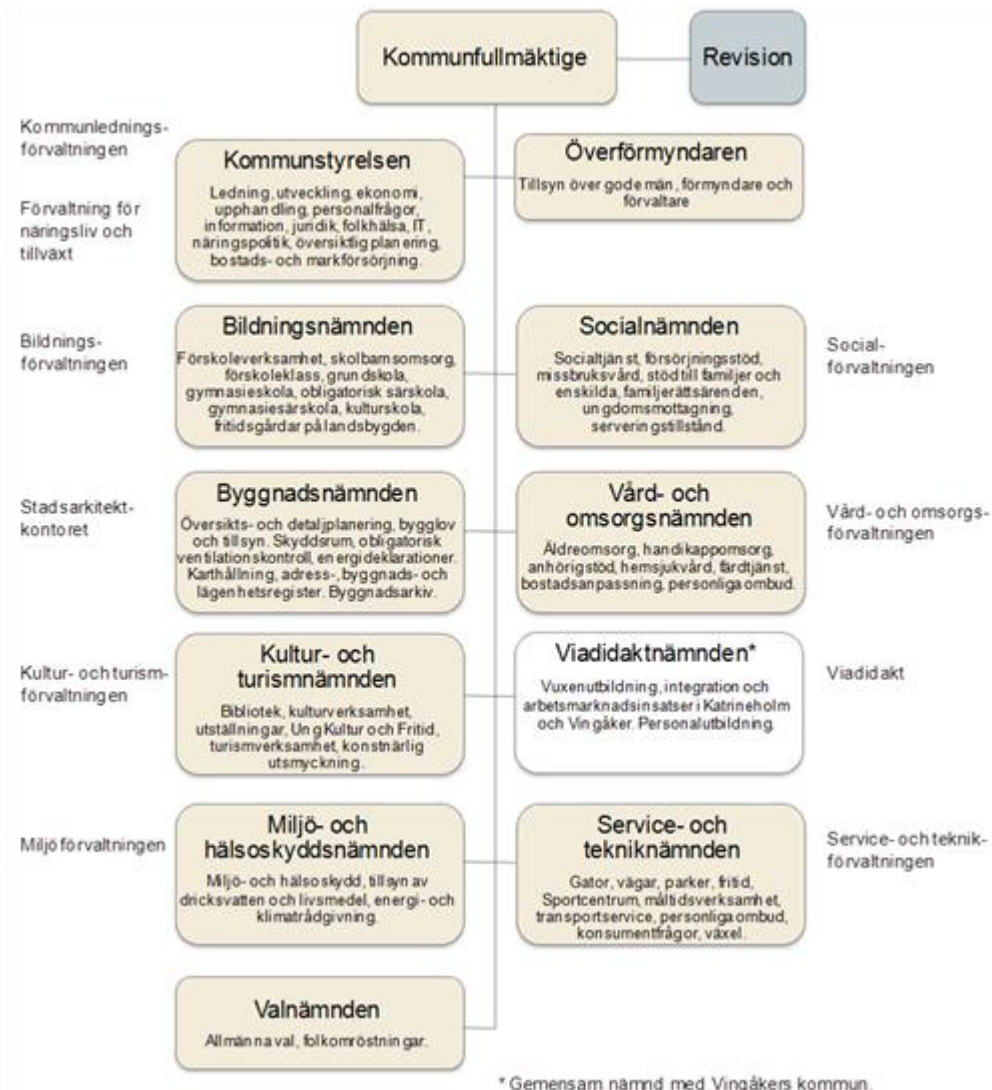 Kommunfullmäktige
Revision
Kommunlednings-
förvaltningen
Förvaltning för
näringsliv och
tillväxt
Kommunstyrelsen
Ledning, utveckling, ekonomi,
upphandling, personalfrågor,
information, juridik, folkhälsa, IT,
näringspolitik, översiktlig planering,
bostads- och markförsörjning.
Överförmyndaren
Tillsyn över gode män, förmyndare och
förvaltare
Bildnings-
förvaltningen
Bildningsnämnden
Förskoleverksamhet, skolbarnsomsorg,
förskoleklass, grundskola,
gymnasieskola, obligatorisk särskola,
gymnasiesärskola, kulturskola,
fritidsgårdar på landsbygden.
Socialnämnden
Socialtjänst, försörjningsstöd,
missbruksvård, stöd till familjer och
enskilda, familjerättsärenden,
ungdomsmottagning,
serveringstillstånd.
Social-
förvaltningen
Stadsarkitekt-
kontoret
Byggnadsnämnden
Översikts- och detaljplanering, bygglov
och tillsyn. Skyddsrum, obligatorisk
ventilationskontroll, energideklarationer.
Karthållning, adress-, byggnads- och
lägenhetsregister. Byggnadsarkiv.
Vård- och
omsorgsnämnden
Äldreomsorg, handikappomsorg,
anhörigstöd, hemsjukvård, färdtjänst,
bostadsanpassning, personliga ombud.
Vård- och omsorgs-
förvaltningen
Kultur- och turism-
förvaltningen
Kultur- och
turismnämnden
Bibliotek, kulturverksamhet,
utställningar, Ung Kultur och Fritid,
turismverksamhet, konstnärlig
utsmyckning.
Viadidaktnämnden*
Vuxenutbildning, integration och
arbetsmarknadsinsatser i Katrineholm
och Vingåker. Personalutbildning.
Viadidakt
Miljöförvaltningen
Miljö- och
hälsoskyddsnämnden
Miljö- och hälsoskydd, tillsyn av
dricksvatten och livsmedel, energi- och
klimatrådgivning.
Service- och
tekniknämnden
Gator, vägar, parker, fritid,
Sportcentrum, måltidsverksamhet,
transportservice, personliga ombud,
konsumentfrågor, växel.
Service- och teknik-
förvaltningen
Valnämnden
Allmänna val, folkomröstningar.
* Gemensam nämnd med Vingåkers kommun.